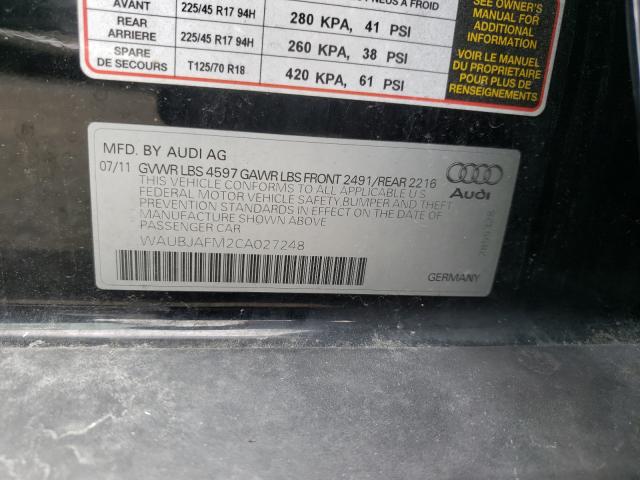 AVANT 225/45 R17 94H 280 KPA, 41 PSI
REAR
ARRIERE 225/45 R17 94H 260 KPA, 38 PSI
SPARE
DE SECOURS T125/70 R18 420 KPA, 61 PSI
SEE OWNER'S
MANUAL FOR
ADDITIONAL
INFORMATION
VOIR LE MANUEL
DU PROPRIETAIRE
POUR PLUS DE
RENSEIGNEMENTS
MFD. BY AUDI AG
07/11 GVWR LBS 4597 GAWR LBS FRONT 2491/REAR 2216
THIS VEHICLE CONFORMS TO ALL APPLICABLE U.S
FEDERAL MOTOR VEHICLE SAFETY,BUMPER AND THEFT
PREVENTION STANDARDS IN EFFECT ON THE DATE
OF MANUFACTURE SHOWN ABOVE
PASSENGER CAR
WAUBJAFM2CA027248
Audi
GERMANY